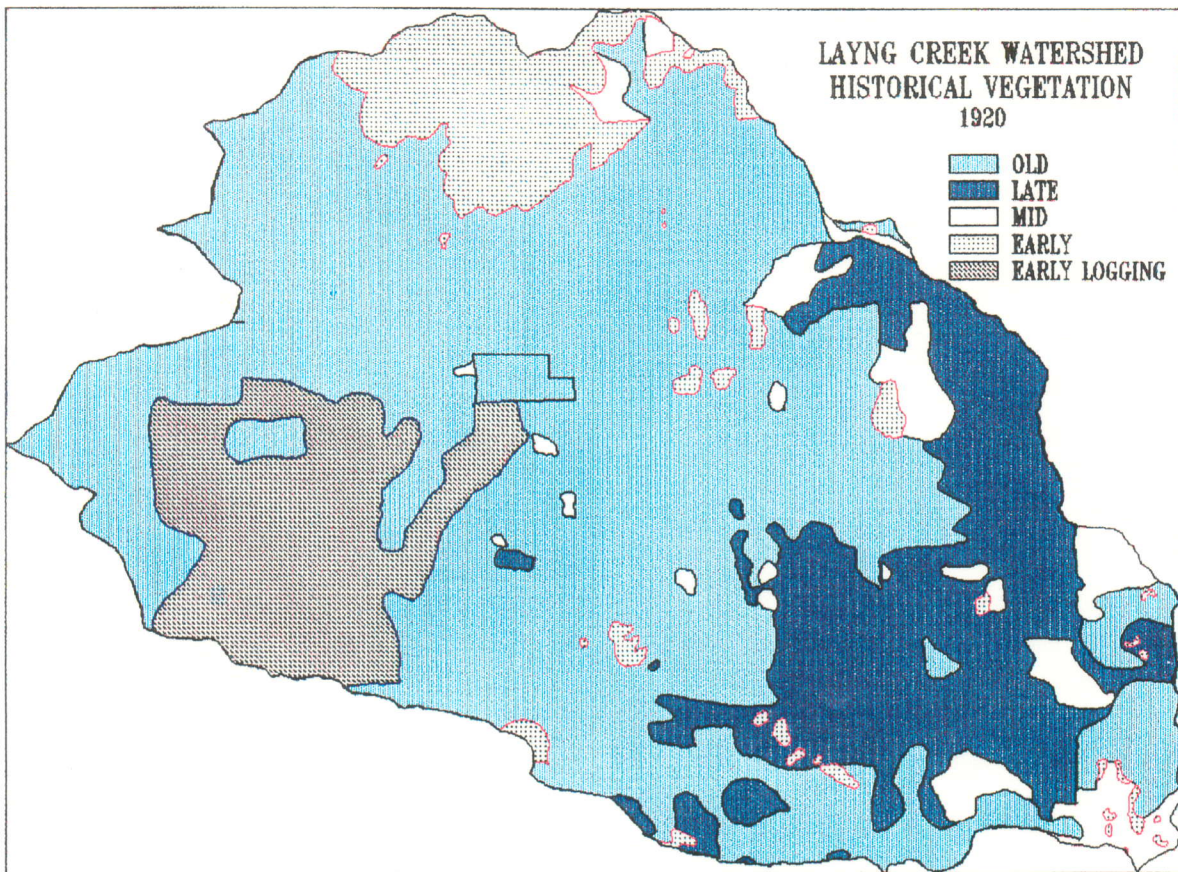 LAYNG CREEK WATERSHED
HISTORICAL VEGETATION
1920
OLD
LATE
MID
EARLY
EARLY LOGGING